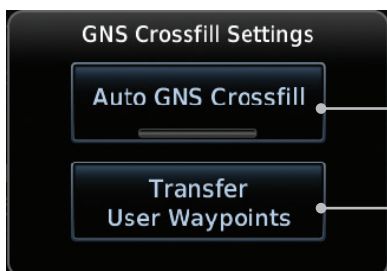 GNS Crossfill Settings
Auto GNS Crossfill
Transfer
User Waypoints